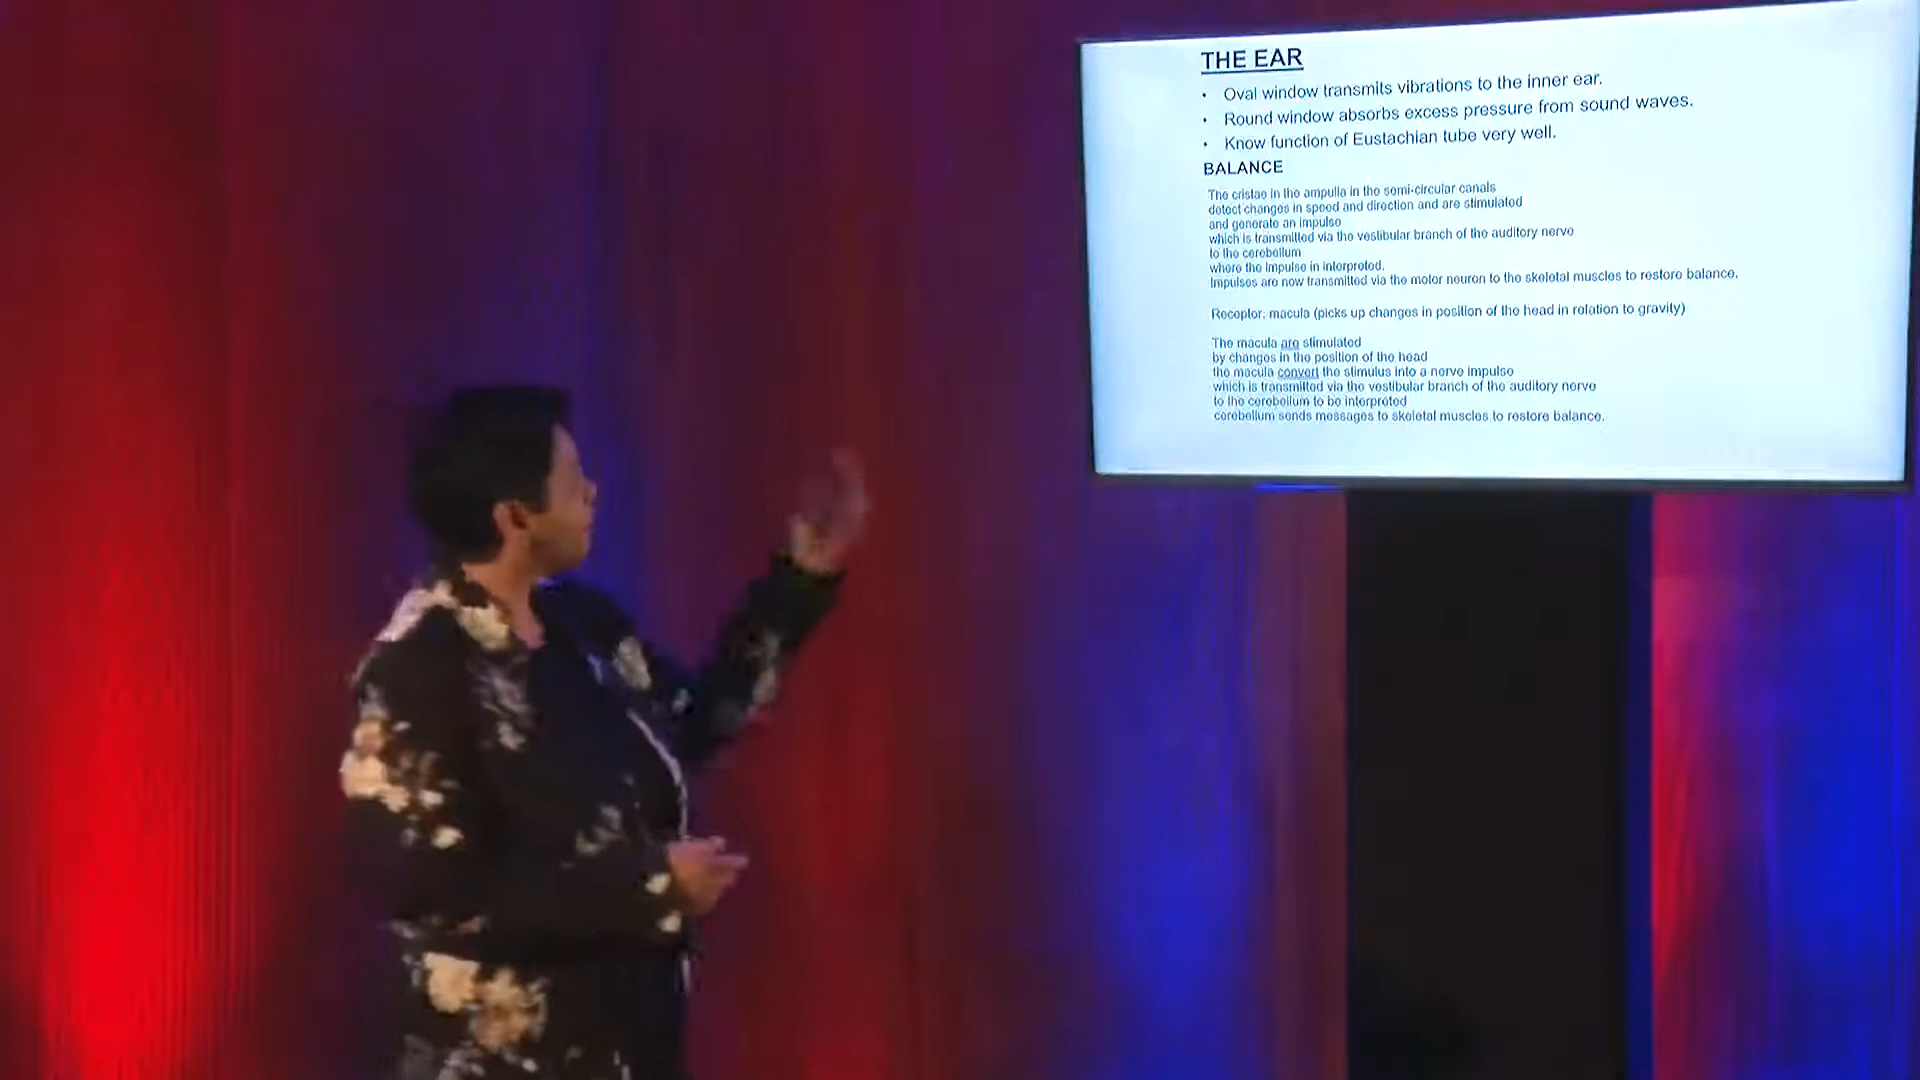 THE EAR
• Oval window transmits vibrations to the inner ear.
• Round window absorbs excess pressure from sound waves.
• Know function of Eustachian tube very well.
BALANCE
The cristae in the ampulla in the semi-circular canals
detect changes in speed and direction and are stimulated
and generate an impulse
which is transmitted via the vestibular branch of the auditory nerve
to the cerebellum
where the impulse in interpreted.
Impulses are now transmitted via the motor neuron to the skeletal muscles to restore balance.
Receptor: macula (picks up changes in position of the head in relation to gravity)
The macula are stimulated
by changes in the position of the head
the macula convert the stimulus into a nerve impulse
which is transmitted via the vestibular branch of the auditory nerve
to the cerebellum to be interpreted
cerebellum sends messages to skeletal muscles to restore balance.